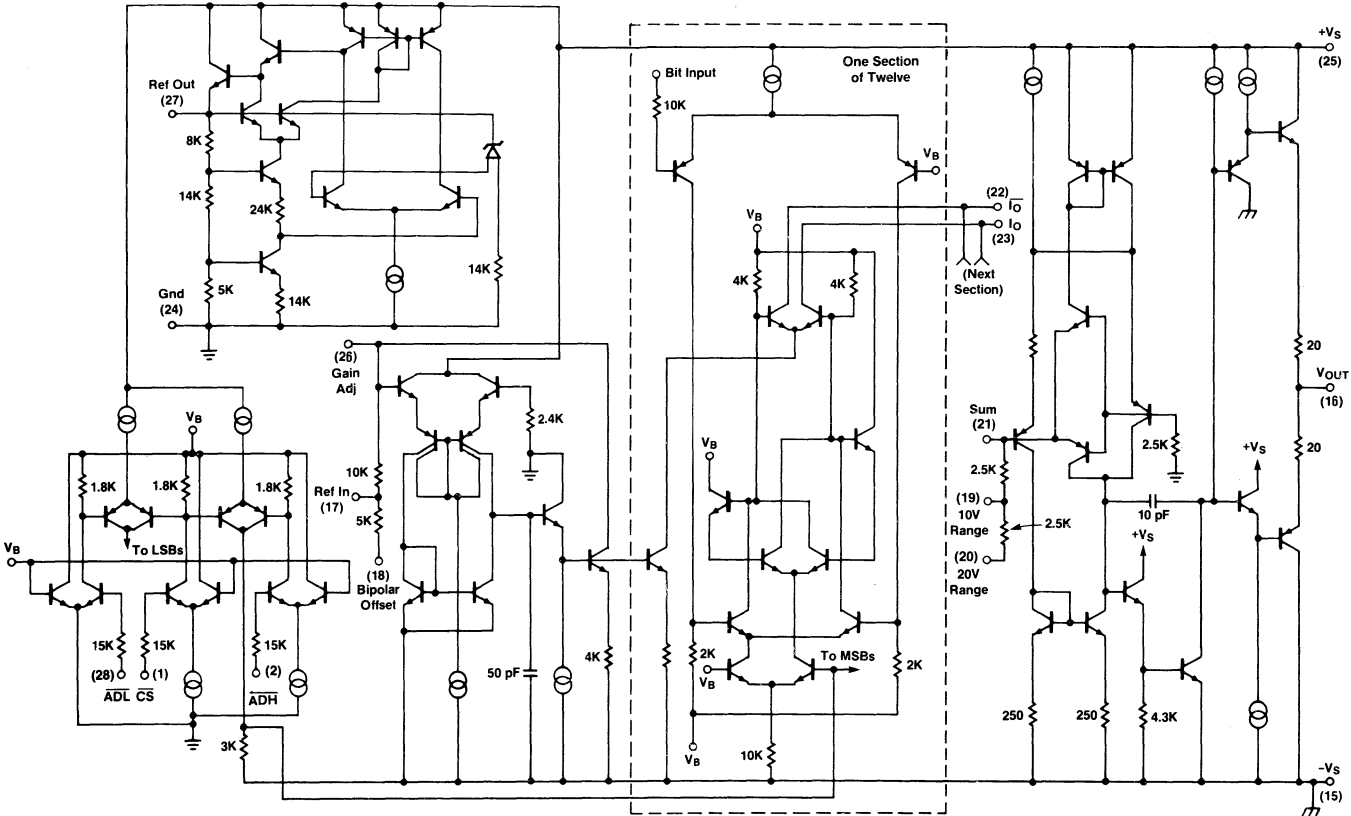 +VS
(25)
One Section
of Twelve
Bit Input
10K
Ref Out
(27)
8K
14K
24K
5K
14K
14K
Gnd
(24)
VB
(22)
IO
IO
(23)
(Next
Section)
VB
4K
4K
20
VOUT
(16)
20
(26)
Gain
Adj
2.4K
Sum
(21)
2.5K
2.5K
(19)
10V
Range
2.5K
(20)
20V
Range
10 pF
+VS
+VS
VB
1.8K
1.8K
1.8K
To LSBs
VB
10K
Ref In
(17)
5K
(18)
Bipolar
Offset
VB
15K
15K
15K
(28)
(1)
(2)
ADL
CS
ADH
50 pF
4K
2K
To MSBs
2K
VB
250
250
4.3K
3K
VB
10K
-VS
(15)